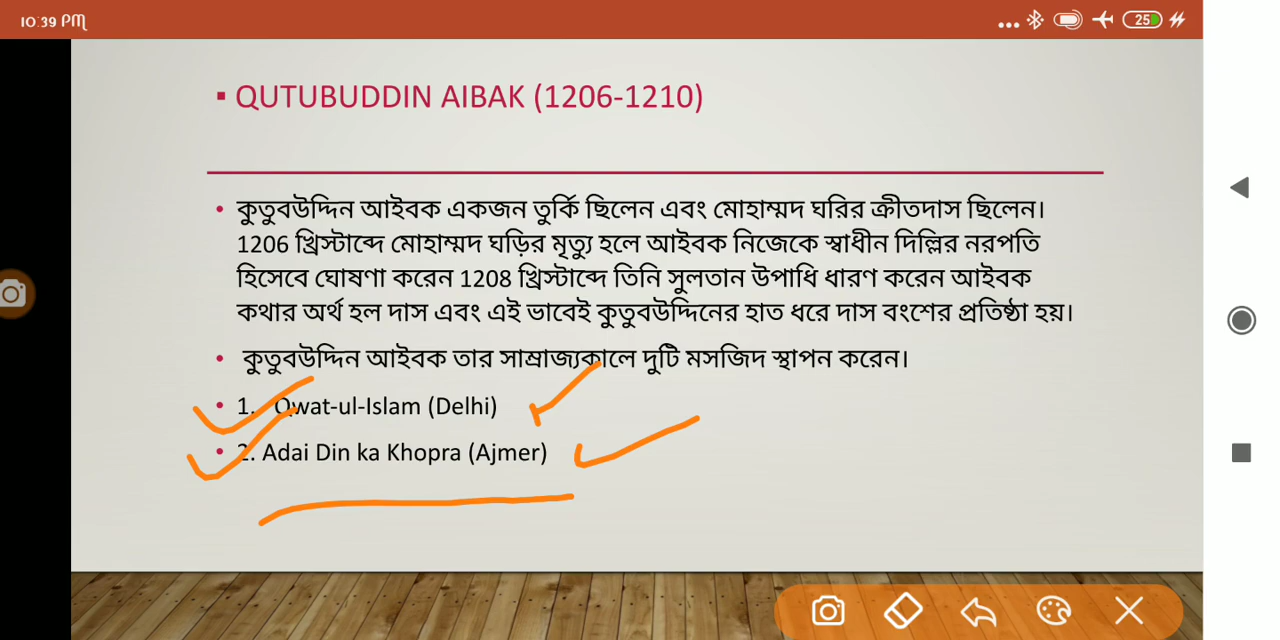 10:39 PM
25
▪ QUTUBUDDIN AIBAK (1206-1210)
• কুতুবউদ্দিন আইবক একজন তুর্কি ছিলেন এবং মোহাম্মদ ঘরির ক্রীতদাস ছিলেন।
1206 খ্রিস্টাব্দে মোহাম্মদ ঘড়ির মৃত্যু হলে আইবক নিজেকে স্বাধীন দিল্লির নরপতি
হিসেবে ঘোষণা করেন 1208 খ্রিস্টাব্দে তিনি সুলতান উপাধি ধারণ করেন আইবক
কথার অর্থ হল দাস এবং এই ভাবেই কুতুবউদ্দিনের হাত ধরে দাস বংশের প্রতিষ্ঠা হয়।
• কুতুবউদ্দিন আইবক তার সাম্রাজ্যকালে দুটি মসজিদ স্থাপন করেন।
• 1. Qwat-ul-Islam (Delhi)
• 2. Adai Din ka Khopra (Ajmer)